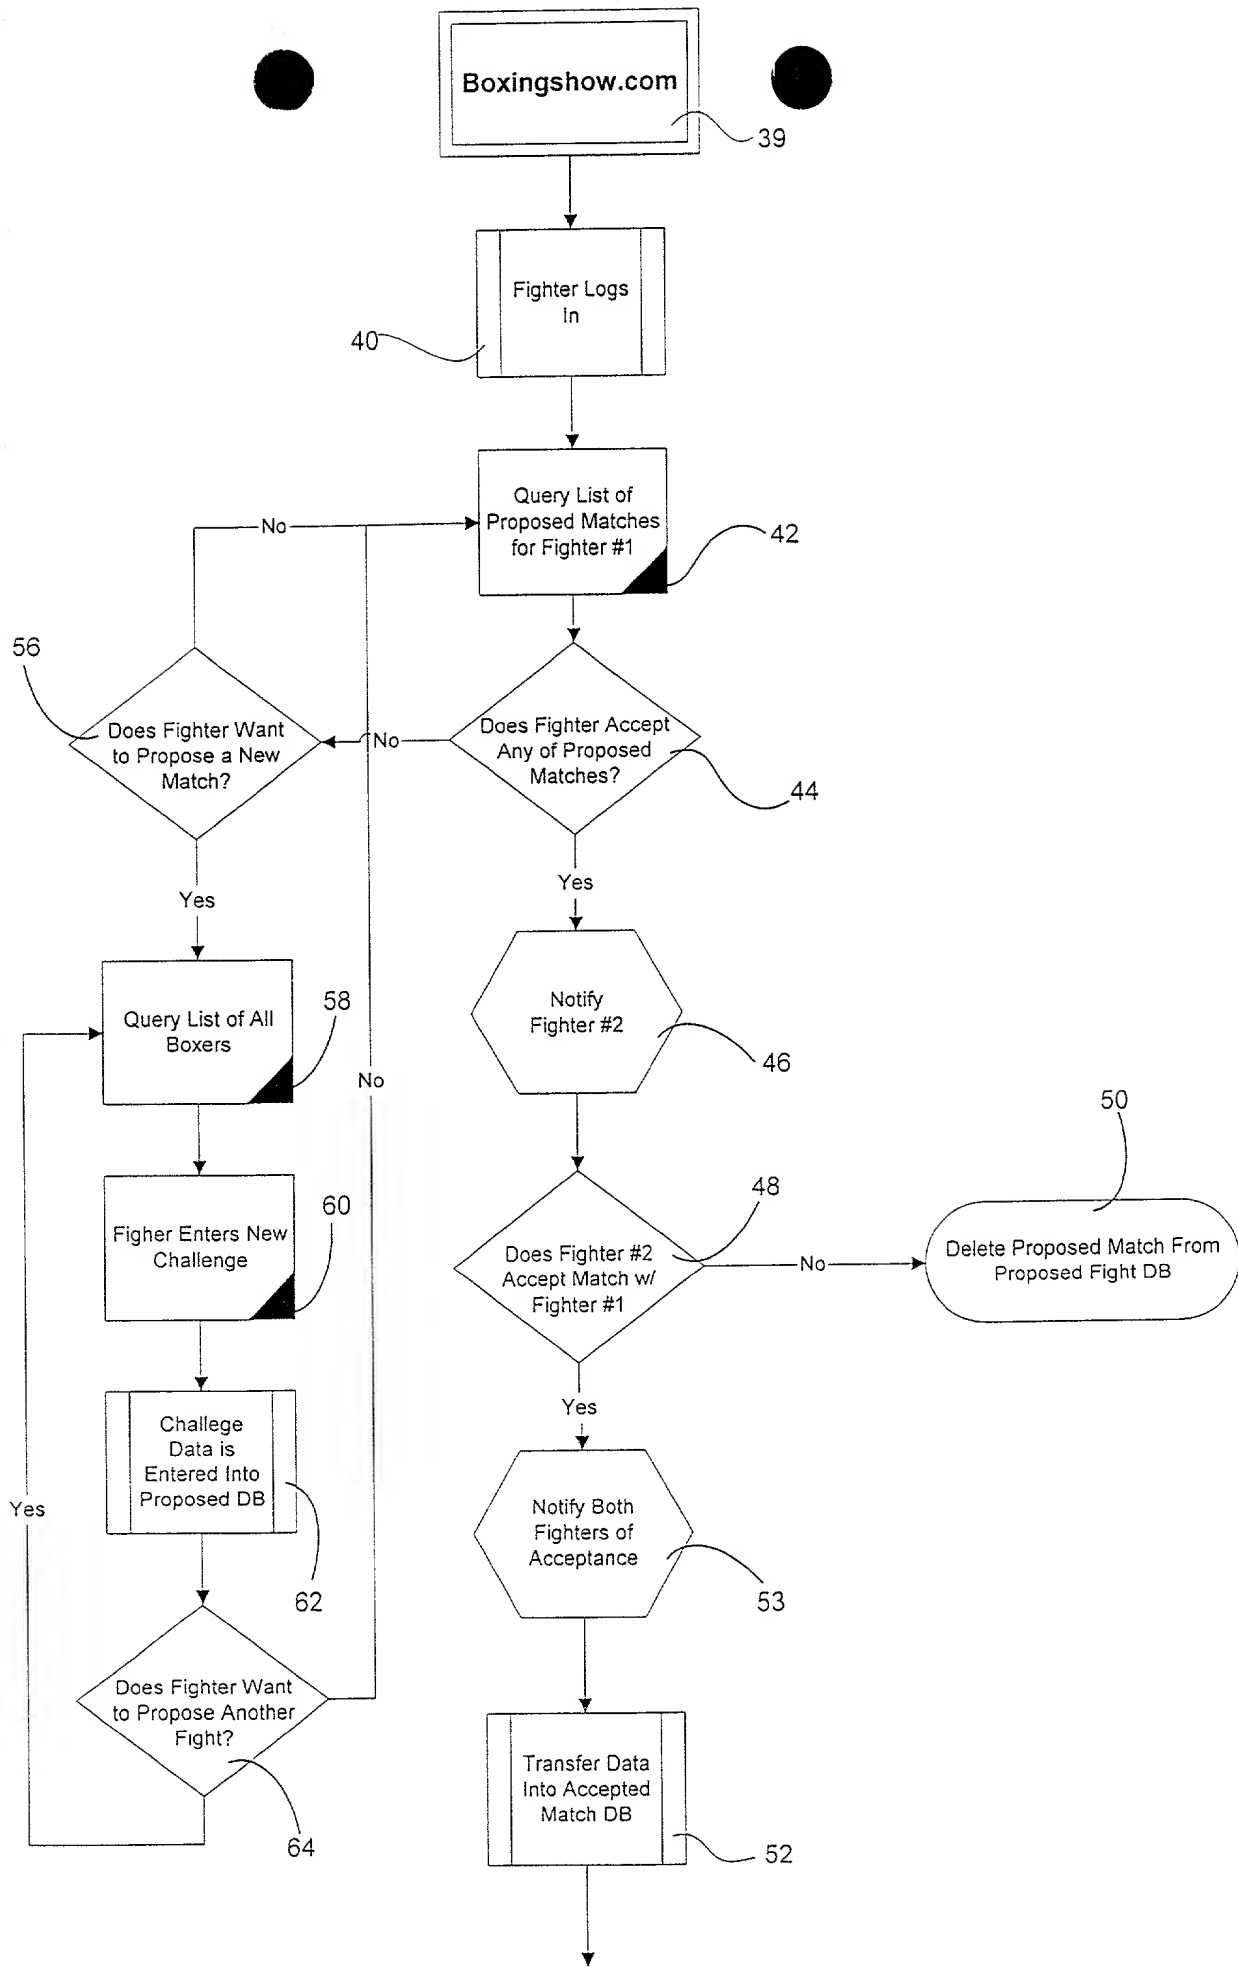 Boxingshow.com
39
Fighter Logs
In
40
Query List of
Proposed Matches
for Fighter #1
42
No
56
Does Fighter Want
to Propose a New
Match?
No
Does Fighter Accept
Any of Proposed
Matches?
44
Yes
Yes
Query List of All
Boxers
58
Notify
Fighter #2
46
No
50
Figher Enters New
Challenge
60
Does Fighter #2
Accept Match w/
Fighter #1
48
No
Delete Proposed Match From
Proposed Fight DB
Yes
Challege
Data is
Entered Into
Proposed DB
62
Yes
Notify Both
Fighters of
Acceptance
53
Does Fighter Want
to Propose Another
Fight?
64
Transfer Data
Into Accepted
Match DB
52